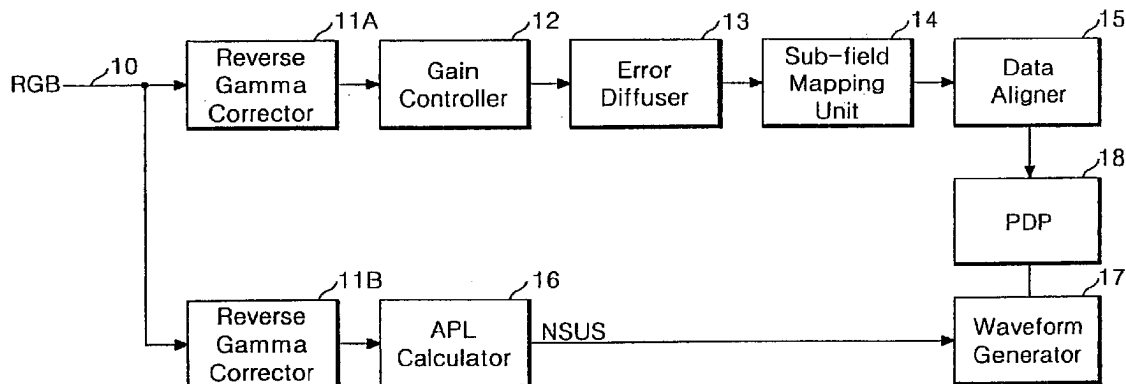 11A
12
13
14
15
RGB
10
Reverse
Gamma
Corrector
Gain
Controller
Error
Diffuser
Sub-field
Mapping
Unit
Data
Aligner
18
PDP
11B
16
17
Reverse
Gamma
Corrector
APL
Calculator
NSUS
Waveform
Generator